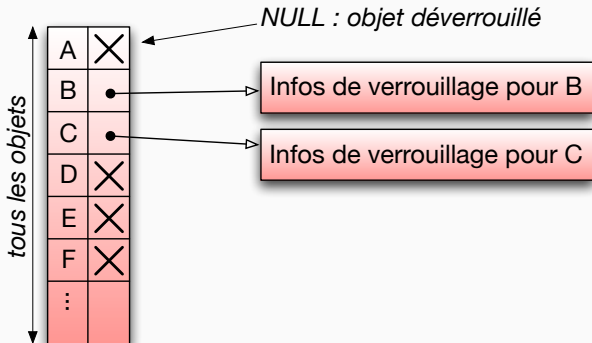 NULL : objet déverrouillé
tous les objets
A
B
Infos de verrouillage pour B
C
Infos de verrouillage pour C
D
E
F
...